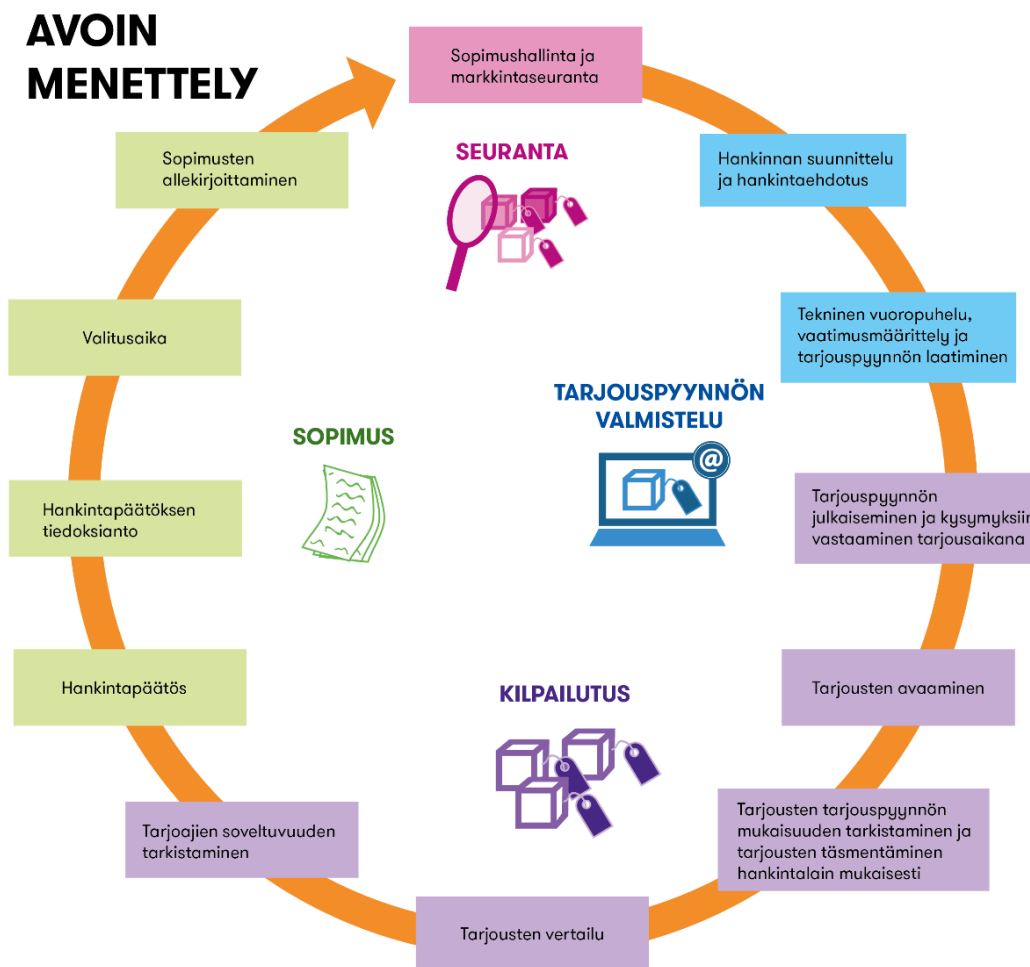 AVOIN
MENETTELY
Sopimushallinta ja
markkintaseuranta
Hankinnan suunnittelu
ja hankintaehdotus
Tekninen vuoropuhelu,
vaatimusmäärittely ja
tarjouspyynnön laatiminen
Tarjouspyynnön
julkaiseminen ja kysymyksiin
vastaaminen tarjousaikana
Tarjousten avaaminen
Tarjousten tarjouspyynnön
mukaisuuden tarkistaminen ja
tarjousten täsmentäminen
hankintalain mukaisesti
Tarjousten vertailu
Tarjoajien soveltuvuuden
tarkistaminen
Hankintapäätös
Hankintapäätöksen
tiedoksianto
Valitusaika
Sopimusten
allekirjoittaminen
SEURANTA
TARJOUSPYYNNÖN
VALMISTELU
@
KILPAILUTUS
SOPIMUS